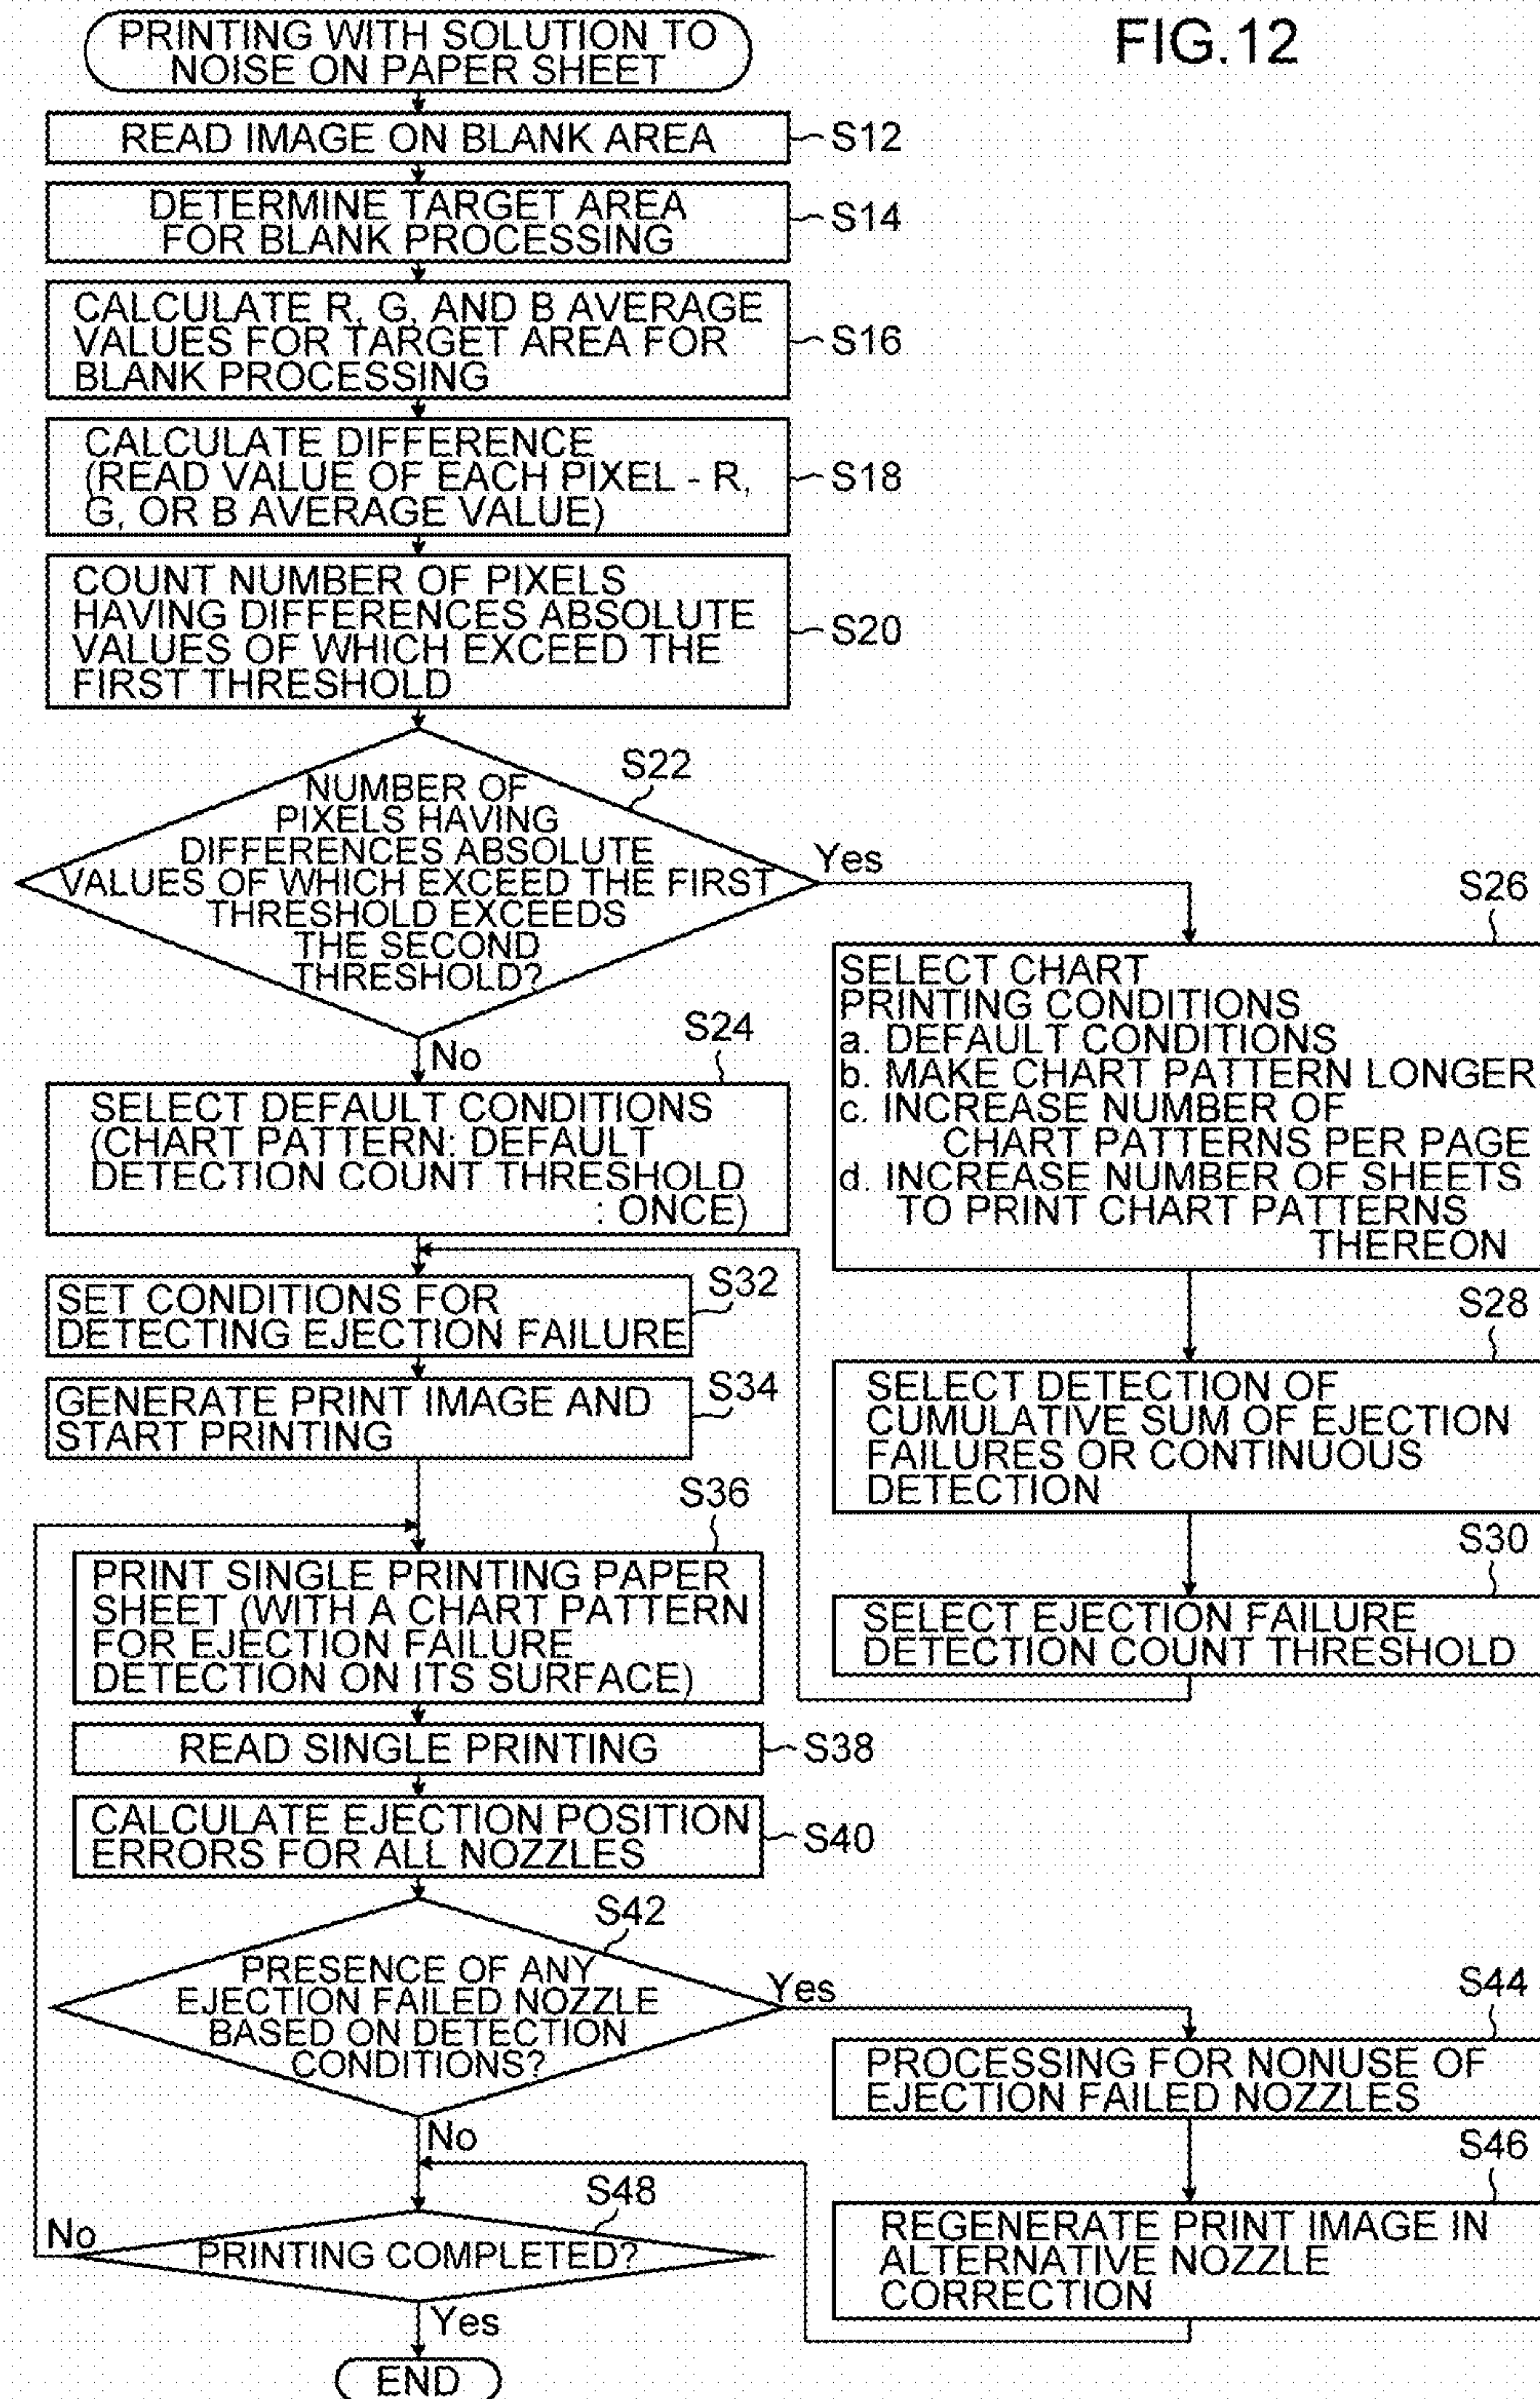 FIG.12
PRINTING WITH SOLUTION TO
NOISE ON PAPER SHEET
READ IMAGE ON BLANK AREA
S12
DETERMINE TARGET AREA
FOR BLANK PROCESSING
S14
CALCULATE R, G, AND B AVERAGE
VALUES FOR TARGET AREA FOR
BLANK PROCESSING
S16
CALCULATE DIFFERENCE
(READ VALUE OF EACH PIXEL - R,
G, OR B AVERAGE VALUE)
S18
COUNT NUMBER OF PIXELS
HAVING DIFFERENCES ABSOLUTE
VALUES OF WHICH EXCEED THE
FIRST THRESHOLD
S20
S22
NUMBER OF
PIXELS HAVING
DIFFERENCES ABSOLUTE
VALUES OF WHICH EXCEED THE FIRST
THRESHOLD EXCEEDS
THE SECOND
THRESHOLD?
Yes
No
S24
SELECT DEFAULT CONDITIONS
(CHART PATTERN: DEFAULT
DETECTION COUNT THRESHOLD
: ONCE)
S26
SELECT CHART
PRINTING CONDITIONS
a. DEFAULT CONDITIONS
b. MAKE CHART PATTERN LONGER
c. INCREASE NUMBER OF
CHART PATTERNS PER PAGE
d. INCREASE NUMBER OF SHEETS
TO PRINT CHART PATTERNS
THEREON
S28
SELECT DETECTION OF
CUMULATIVE SUM OF EJECTION
FAILURES OR CONTINUOUS
DETECTION
S30
SELECT EJECTION FAILURE
DETECTION COUNT THRESHOLD
S32
SET CONDITIONS FOR
DETECTING EJECTION FAILURE
S34
GENERATE PRINT IMAGE AND
START PRINTING
S36
PRINT SINGLE PRINTING PAPER
SHEET (WITH A CHART PATTERN
FOR EJECTION FAILURE
DETECTION ON ITS SURFACE)
READ SINGLE PRINTING
S38
CALCULATE EJECTION POSITION
ERRORS FOR ALL NOZZLES
S40
S42
PRESENCE OF ANY
EJECTION FAILED NOZZLE
BASED ON DETECTION
CONDITIONS?
Yes
No
S44
PROCESSING FOR NONUSE OF
EJECTION FAILED NOZZLES
S46
REGENERATE PRINT IMAGE IN
ALTERNATIVE NOZZLE
CORRECTION
S48
No
PRINTING COMPLETED?
Yes
END